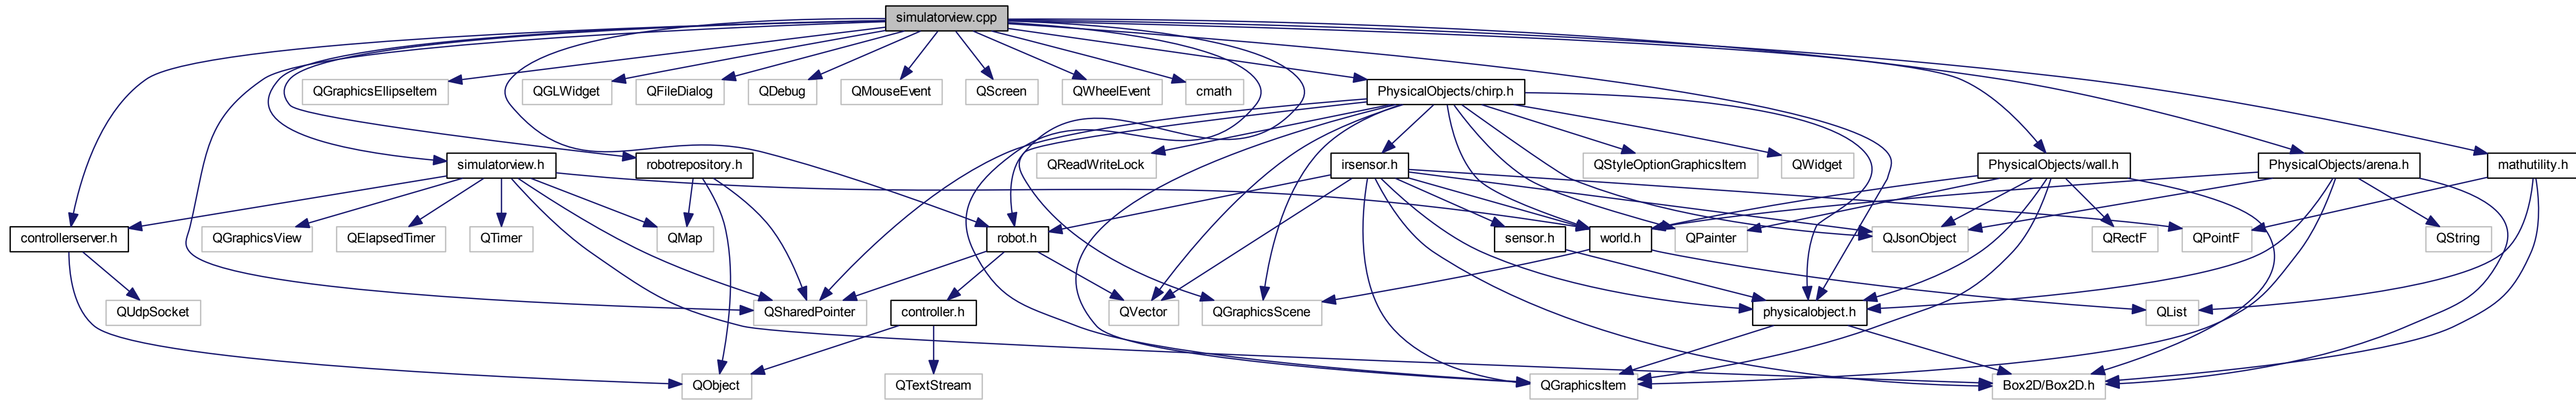 simulatorview.cpp
QGraphicsEllipseItem
QGLWidget
QFileDialog
QDebug
QMouseEvent
QScreen
QWheelEvent
cmath
PhysicalObjects/chirp.h
simulatorview.h
robotrepository.h
QReadWriteLock
irsensor.h
QStyleOptionGraphicsItem
QWidget
PhysicalObjects/wall.h
PhysicalObjects/arena.h
mathutility.h
controllerserver.h
QGraphicsView
QElapsedTimer
QTimer
QMap
robot.h
sensor.h
world.h
QPainter
QJsonObject
QRectF
QPointF
QString
QUdpSocket
QSharedPointer
controller.h
QVector
QGraphicsScene
physicalobject.h
QList
QObject
QTextStream
QGraphicsItem
Box2D/Box2D.h